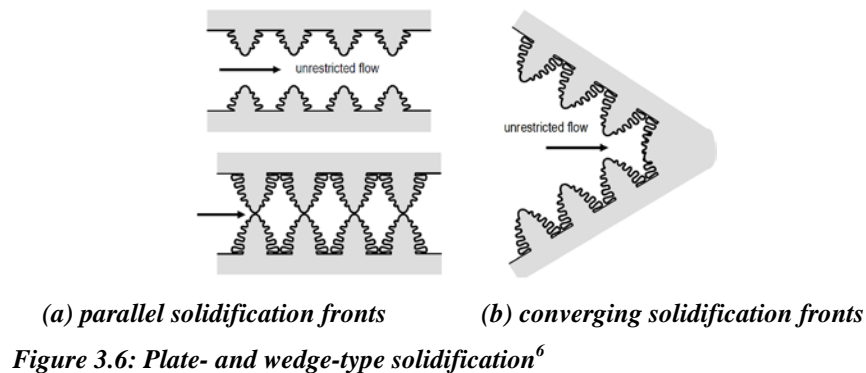 unrestricted flow
unrestricted flow
(a) parallel solidification fronts (b) converging solidification fronts
Figure 3.6: Plate- and wedge-type solidification6